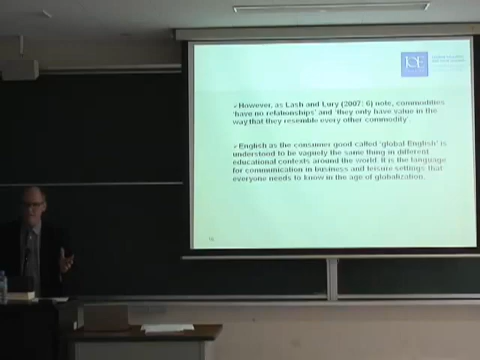 IOE
➢However, as Lash and Lury (2007: 6) note, commodities
'have no relationships' and 'they only have value in the
way that they resemble every other commodity'.
➢English as the consumer good called 'global English' is
understood to be vaguely the same thing in different
educational contexts around the world. It is the language
for communication in business and leisure settings that
everyone needs to know in the age of globalization.